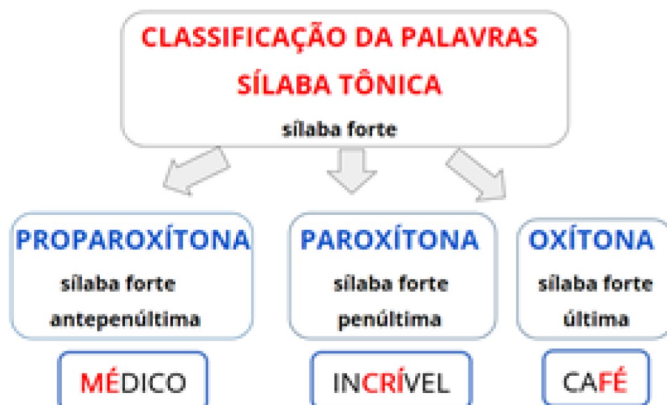 CLASSIFICAÇÃO DA PALAVRAS
SÍLABA TÔNICA
sílaba forte
PROPAROXÍTONA
sílaba forte
antepenúltima
MÉDICO
PAROXÍTONA
sílaba forte
penúltima
INCRÍVEL
OXÍTONA
sílaba forte
última
CAFÉ